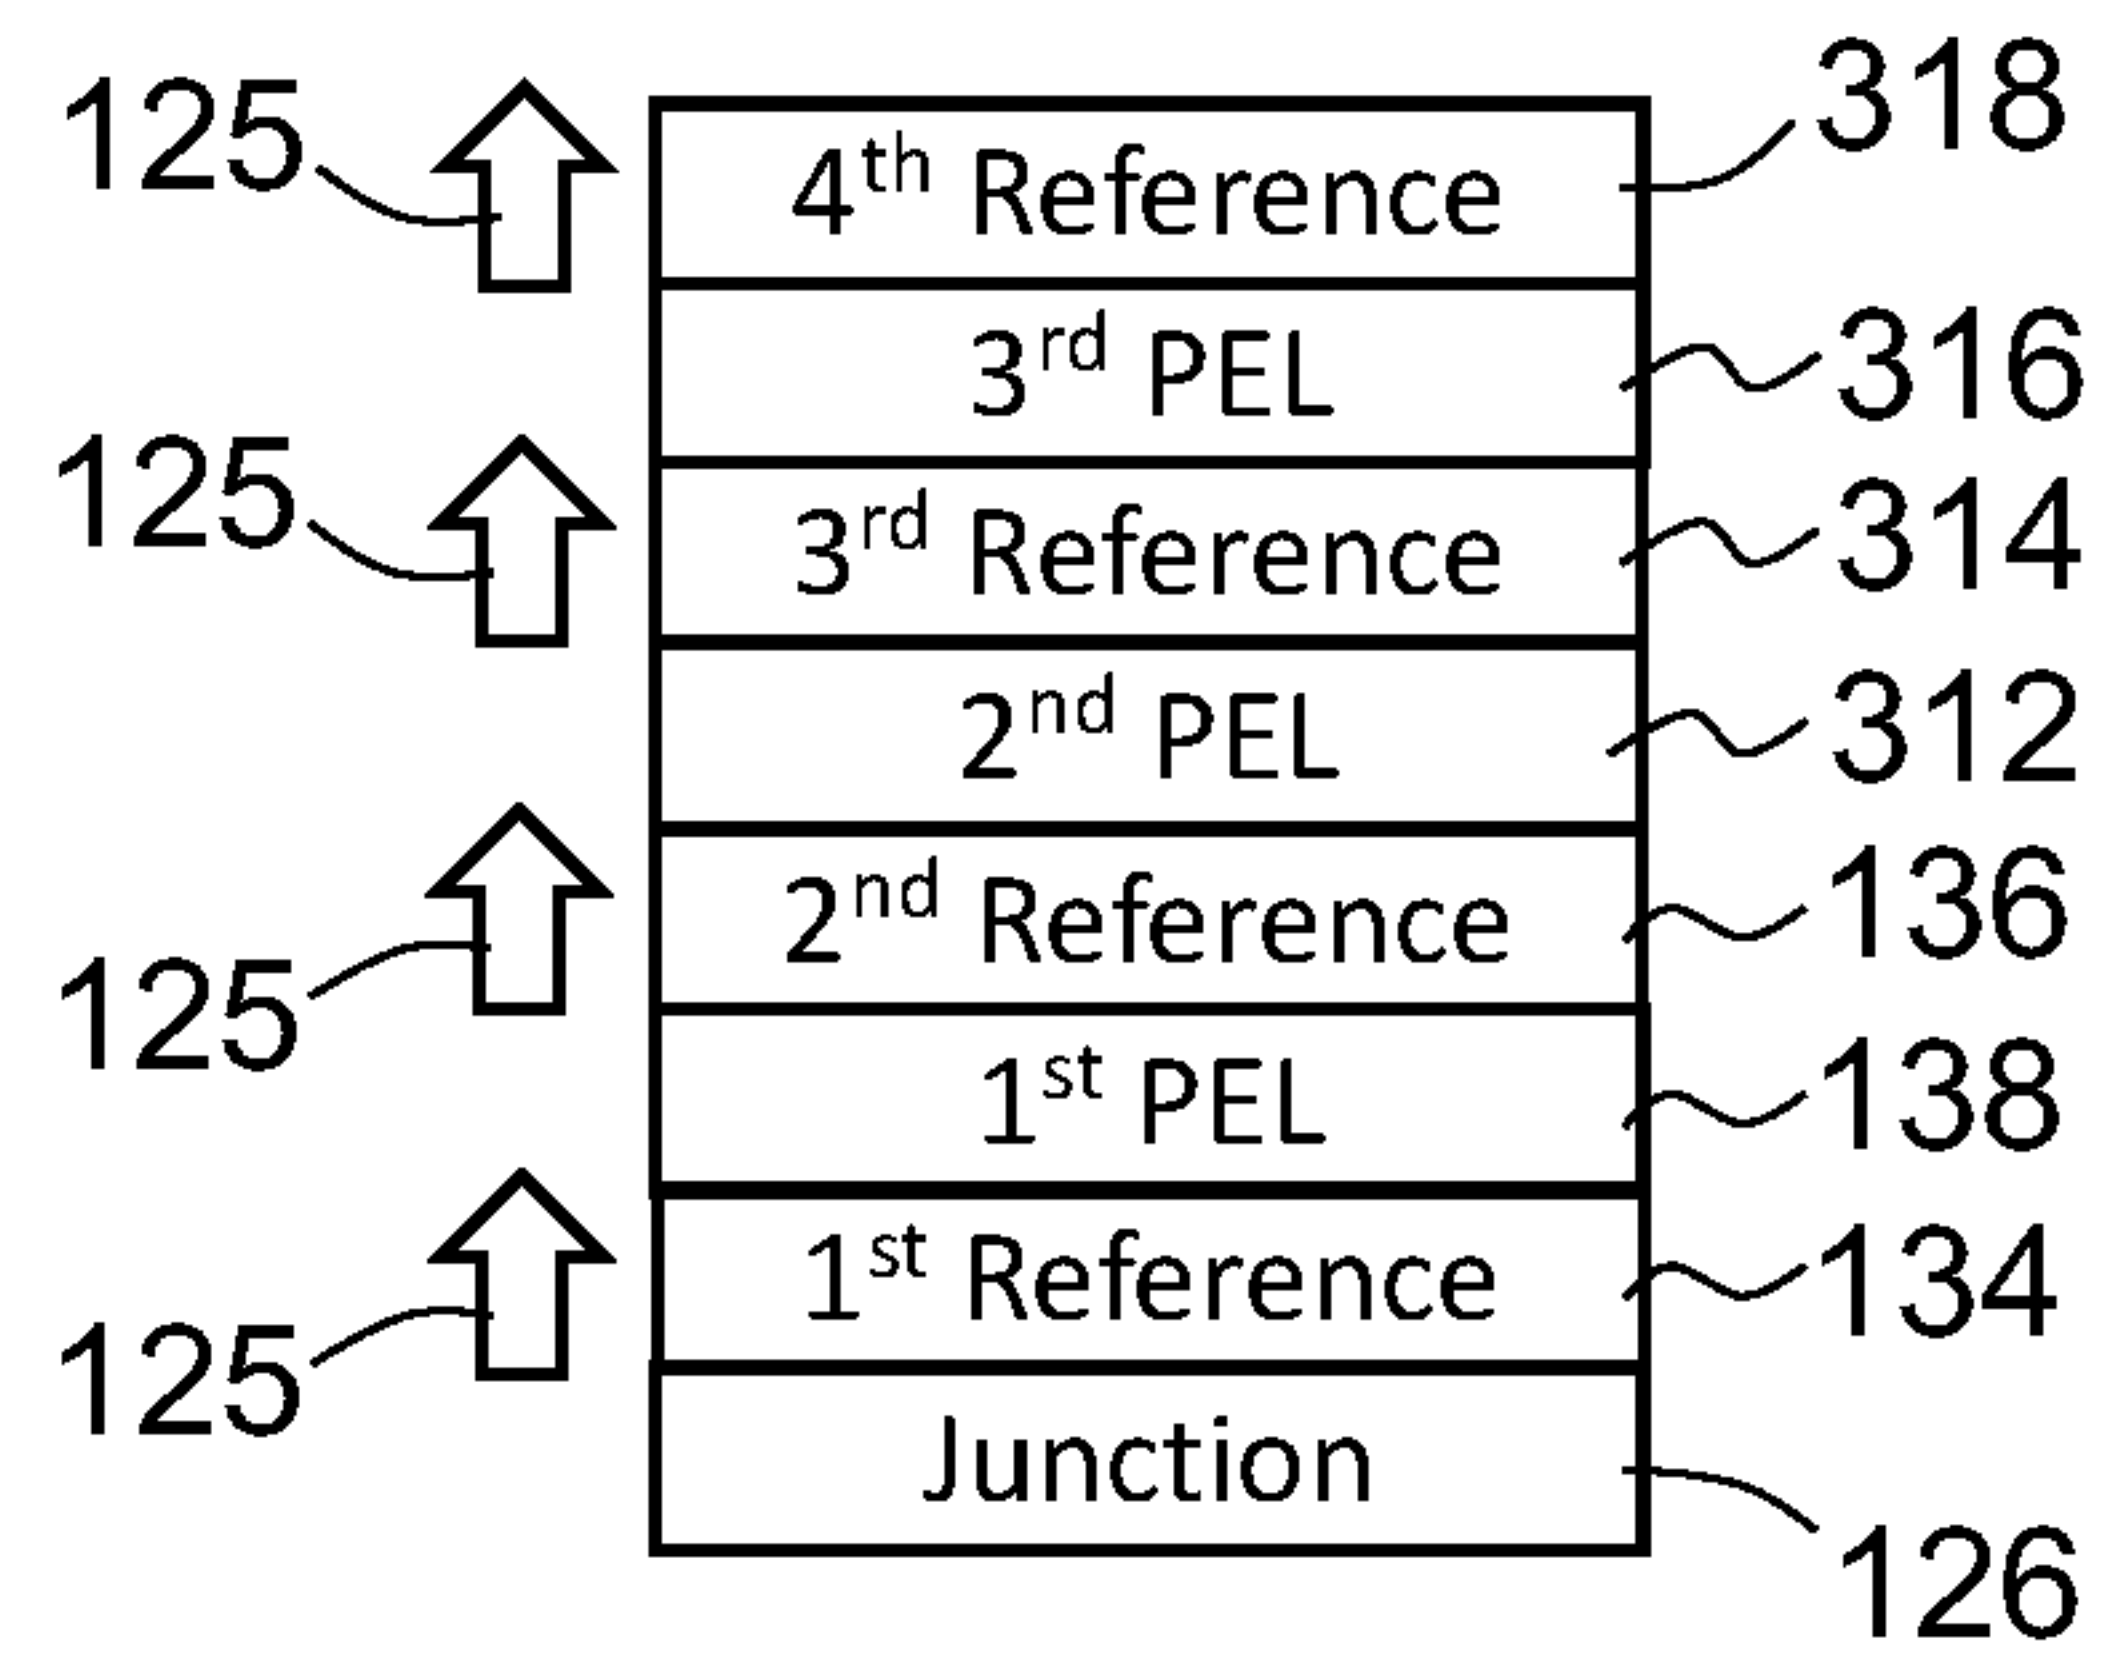 318
125
4th Reference
3rd PEL
316
125
3rd Reference
314
2nd PEL
312
2nd Reference
136
125
1st PEL
138
1st Reference
134
125
Junction
126